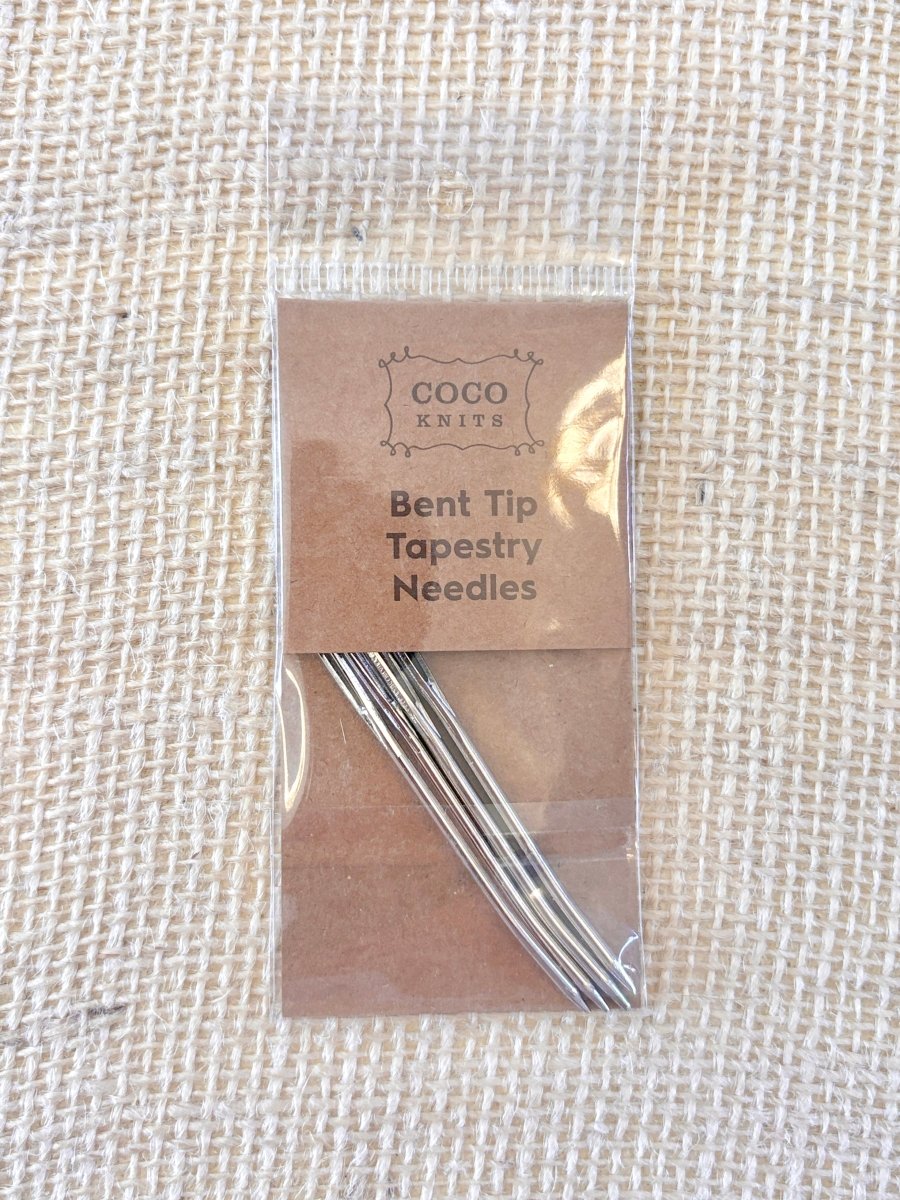 COCO
KNITS
Bent Tip
Tapestry
Needles